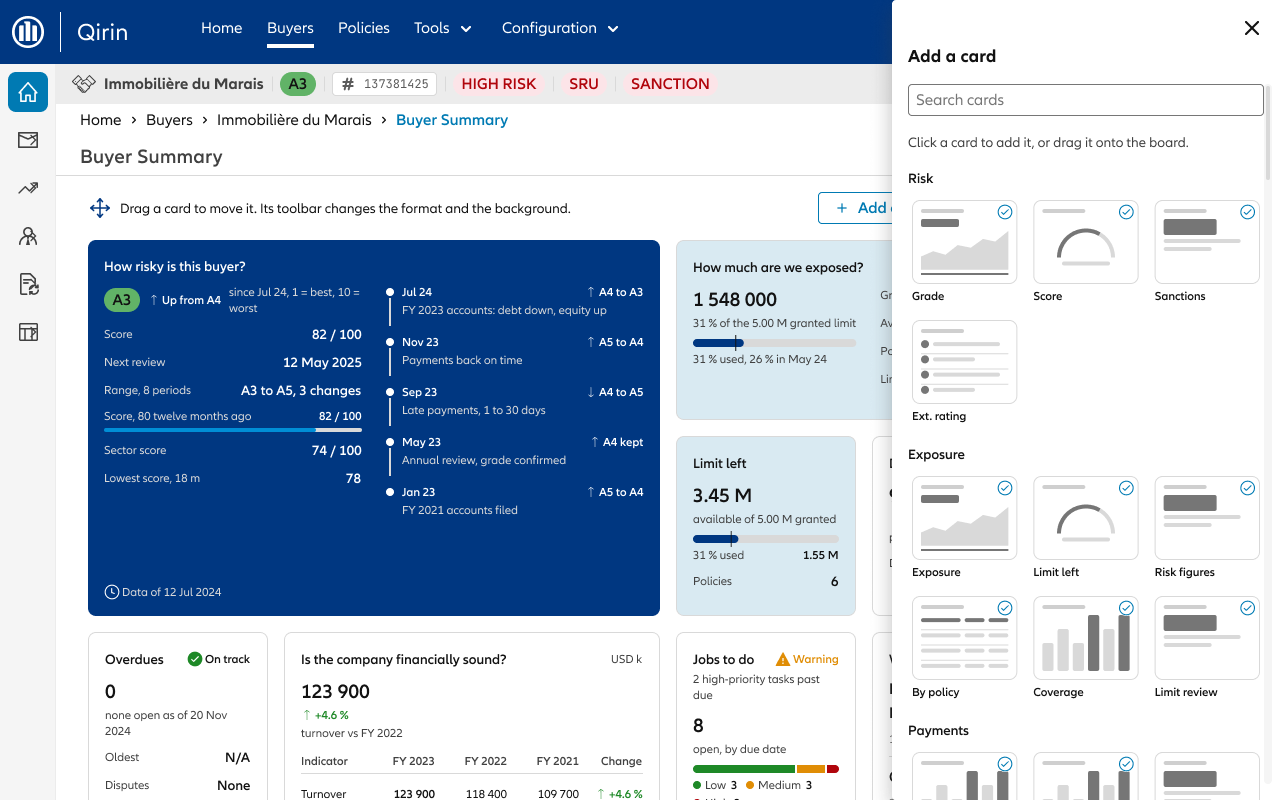 Qirin
Home
Buyers
Policies
Tools
Configuration
Immobilière du Marais
A3
# 137381425
HIGH RISK
SRU
SANCTION
Home > Buyers > Immobilière du Marais > Buyer Summary
Buyer Summary
Drag a card to move it. Its toolbar changes the format and the background.
+ Add
How risky is this buyer?
A3 ↑ Up from A4 since Jul 24, 1 = best, 10 =
worst
Score 82 / 100
Next review 12 May 2025
Range, 8 periods A3 to A5, 3 changes
Score, 80 twelve months ago 82 / 100
Sector score 74 / 100
Lowest score, 18 m 78
Jul 24 ↑ A4 to A3
FY 2023 accounts: debt down, equity up
Nov 23 ↑ A5 to A4
Payments back on time
Sep 23 ↓ A4 to A5
Late payments, 1 to 30 days
May 23 ↑ A4 kept
Annual review, grade confirmed
Jan 23 ↑ A5 to A4
FY 2021 accounts filed
Data of 12 Jul 2024
How much are we exposed?
1 548 000
31 % of the 5.00 M granted limit
31 % used, 26 % in May 24
Limit left
3.45 M
available of 5.00 M granted
31 % used 1.55 M
Policies 6
Overdues On track
0
none open as of 20 Nov
2024
Oldest N/A
Disputes None
Is the company financially sound? USD k
123 900
↑ +4.6 %
turnover vs FY 2022
Indicator FY 2023 FY 2022 FY 2021 Change
Turnover 123 900 118 400 109 700 ↑ +4.6 %
Jobs to do Warning
2 high-priority tasks past
due
8
open, by due date
Low 3 Medium 3
Add a card
Search cards
Click a card to add it, or drag it onto the board.
Risk
Grade
Score
Sanctions
Ext. rating
Exposure
Exposure
Limit left
Risk figures
By policy
Coverage
Limit review
Payments